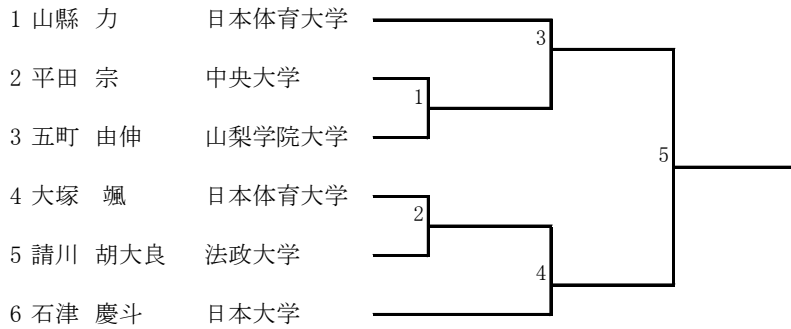 1 山縣 力 日本体育大学
3
2 平田 宗 中央大学
1
3 五町 由伸 山梨学院大学
5
4 大塚 颯 日本体育大学
2
5 請川 胡大良 法政大学
4
6 石津 慶斗 日本大学